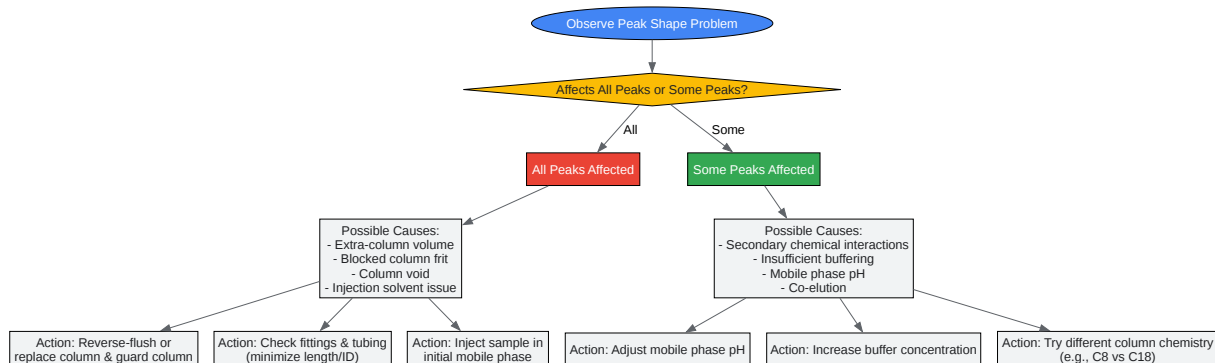 Observe Peak Shape Problem
Affects All Peaks or Some Peaks?
All
Some
All Peaks Affected
Some Peaks Affected
Possible Causes:
- Extra-column volume
- Blocked column frit
- Column void
- Injection solvent issue
Possible Causes:
- Secondary chemical interactions
- Insufficient buffering
- Mobile phase pH
- Co-elution
Action: Reverse-flush or
replace column & guard column
Action: Check fittings & tubing
(minimize length/ID)
Action: Inject sample in
initial mobile phase
Action: Adjust mobile phase pH
Action: Increase buffer concentration
Action: Try different column chemistry
(e.g., C8 vs C18)